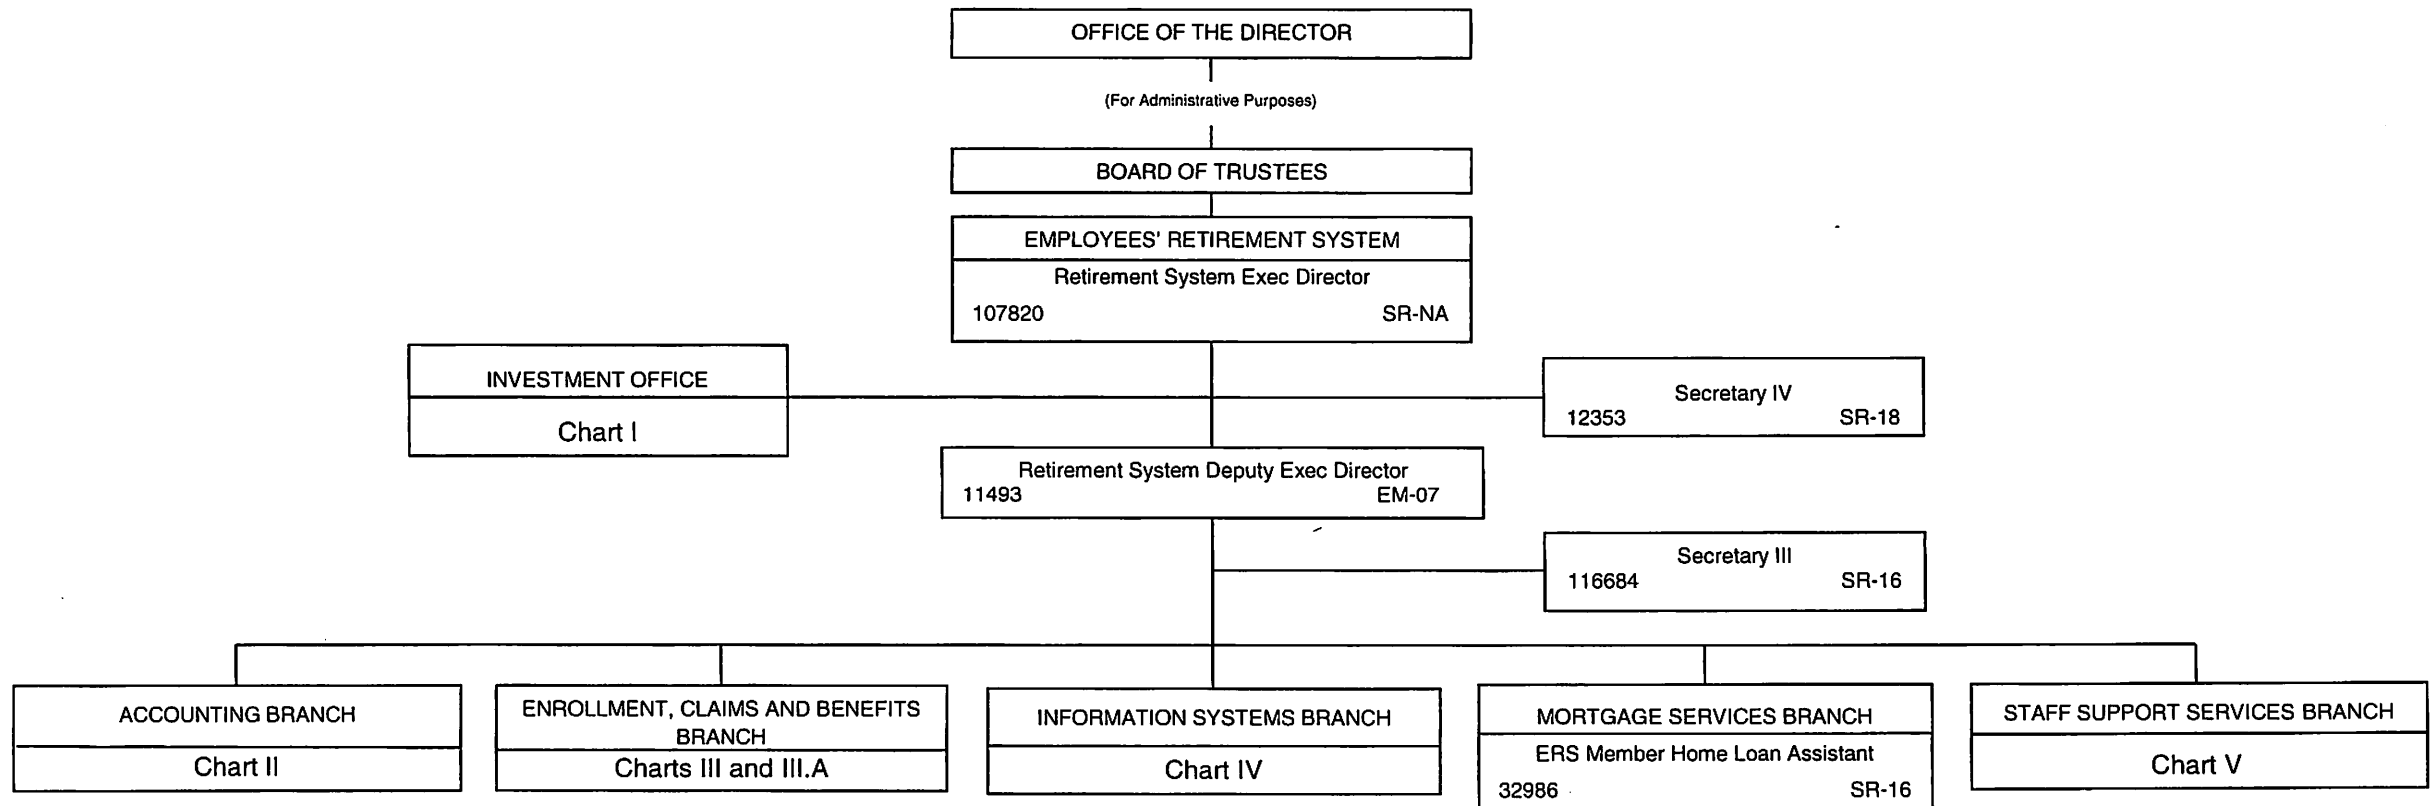 OFFICE OF THE DIRECTOR
(For Administrative Purposes)
BOARD OF TRUSTEES
EMPLOYEES' RETIREMENT SYSTEM
Retirement System Exec Director
107820 SR-NA
INVESTMENT OFFICE
Chart I
Secretary IV
12353 SR-18
Retirement System Deputy Exec Director
11493 EM-07
Secretary III
116684 SR-16
ACCOUNTING BRANCH
Chart II
ENROLLMENT, CLAIMS AND BENEFITS
BRANCH
Charts III and III.A
INFORMATION SYSTEMS BRANCH
Chart IV
MORTGAGE SERVICES BRANCH
ERS Member Home Loan Assistant
32986 SR-16
STAFF SUPPORT SERVICES BRANCH
Chart V